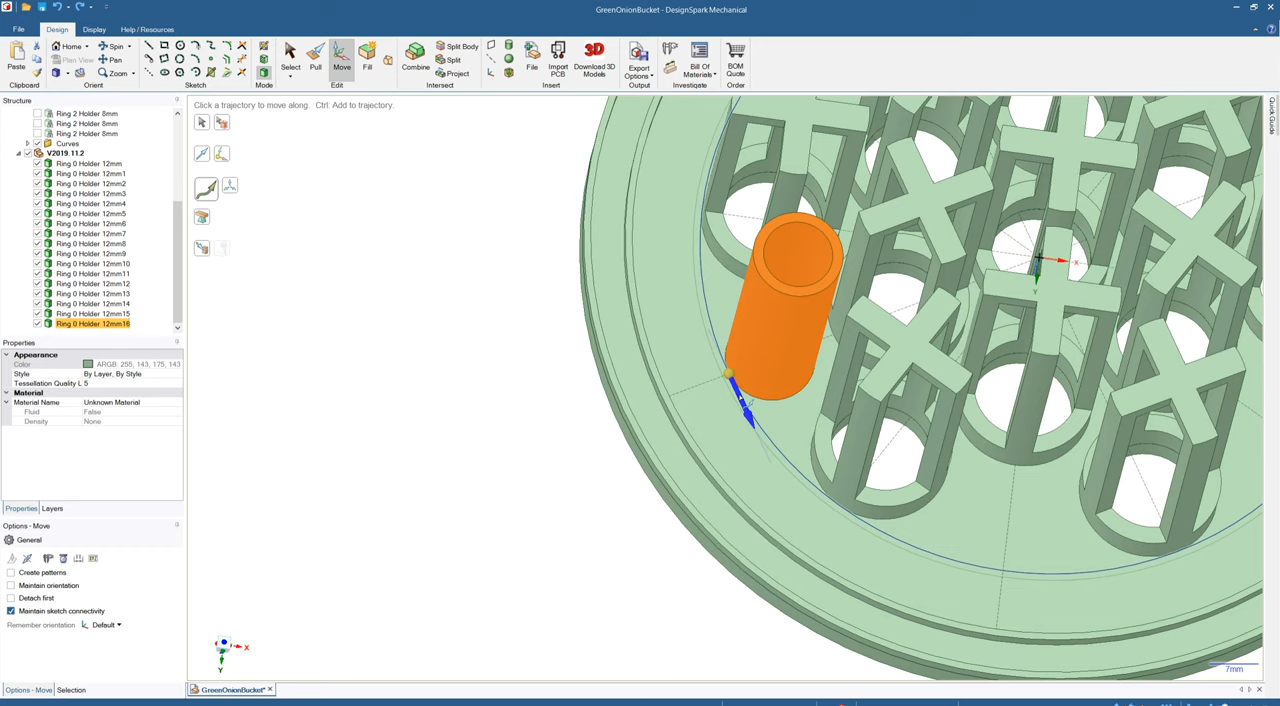 GreenOnionBucket - DesignSpark Mechanical
File Design Display Help / Resources
Paste Home Spin Plan View Pan Zoom Select Pull Move Fill Combine Split Body Split Project File Import PCB Download 3D Models 3D Export Options Bill Of Materials BOM Quote
Clipboard Orient Sketch Mode Edit Intersect Insert Output Investigate Order
Structure
Click a trajectory to move along. Ctrl: Add to trajectory.
Quick Guide
Ring 2 Holder 8mm
Ring 2 Holder 8mm
Ring 2 Holder 8mm
Curves
V2019.11.2
Ring 0 Holder 12mm
Ring 0 Holder 12mm1
Ring 0 Holder 12mm2
Ring 0 Holder 12mm3
Ring 0 Holder 12mm4
Ring 0 Holder 12mm5
Ring 0 Holder 12mm6
Ring 0 Holder 12mm7
Ring 0 Holder 12mm8
Ring 0 Holder 12mm9
Ring 0 Holder 12mm10
Ring 0 Holder 12mm11
Ring 0 Holder 12mm12
Ring 0 Holder 12mm13
Ring 0 Holder 12mm14
Ring 0 Holder 12mm15
Ring 0 Holder 12mm16
X
Y
Properties
Appearance
Color ARGB: 255, 143, 175, 143
Style By Layer, By Style
Tessellation Quality L 5
Material
Material Name Unknown Material
Fluid False
Density None
Properties Layers
Options - Move
General
Create patterns
Maintain orientation
Detach first
Maintain sketch connectivity
Remember orientation: Default
X
Y
7mm
Options - Move Selection
GreenOnionBucket*